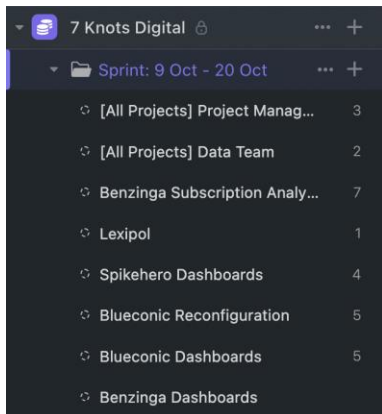 7 Knots Digital
Sprint: 9 Oct - 20 Oct
[All Projects] Project Manag... 3
[All Projects] Data Team 2
Benzinga Subscription Analy... 7
Lexipol 1
Spikehero Dashboards 4
Blueconic Reconfiguration 5
Blueconic Dashboards 5
Benzinga Dashboards